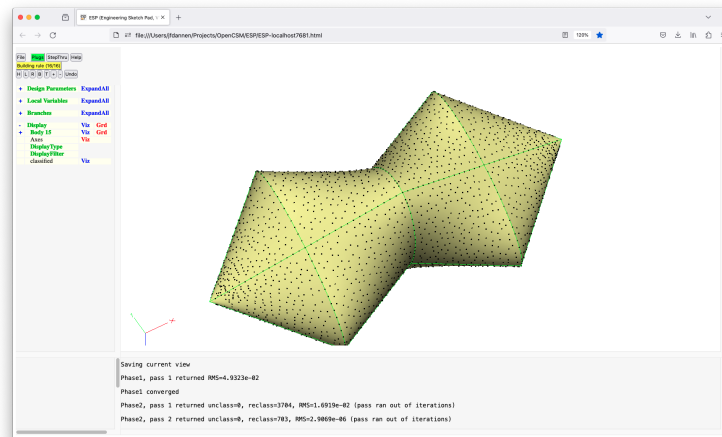 ESP (Engineering Sketch Pad, V
file:///Users/jfdannen/Projects/OpenCSM/ESP/ESP-localhost7681.html
120%
File Plugs StepThru Help
Building rule (16/16)
H L R B T + - Undo
+ Design Parameters ExpandAll
+ Local Variables ExpandAll
+ Branches ExpandAll
- Display Viz Grd
+ Body 15 Viz Grd
Axes Viz
DisplayType
DisplayFilter
classified Viz
Saving current view
Phase1, pass 1 returned RMS=4.9323e-02
Phase1 converged
Phase2, pass 1 returned unclass=0, reclass=3704, RMS=1.6919e-02 (pass ran out of iterations)
Phase2, pass 2 returned unclass=0, reclass=703, RMS=2.9069e-06 (pass ran out of iterations)